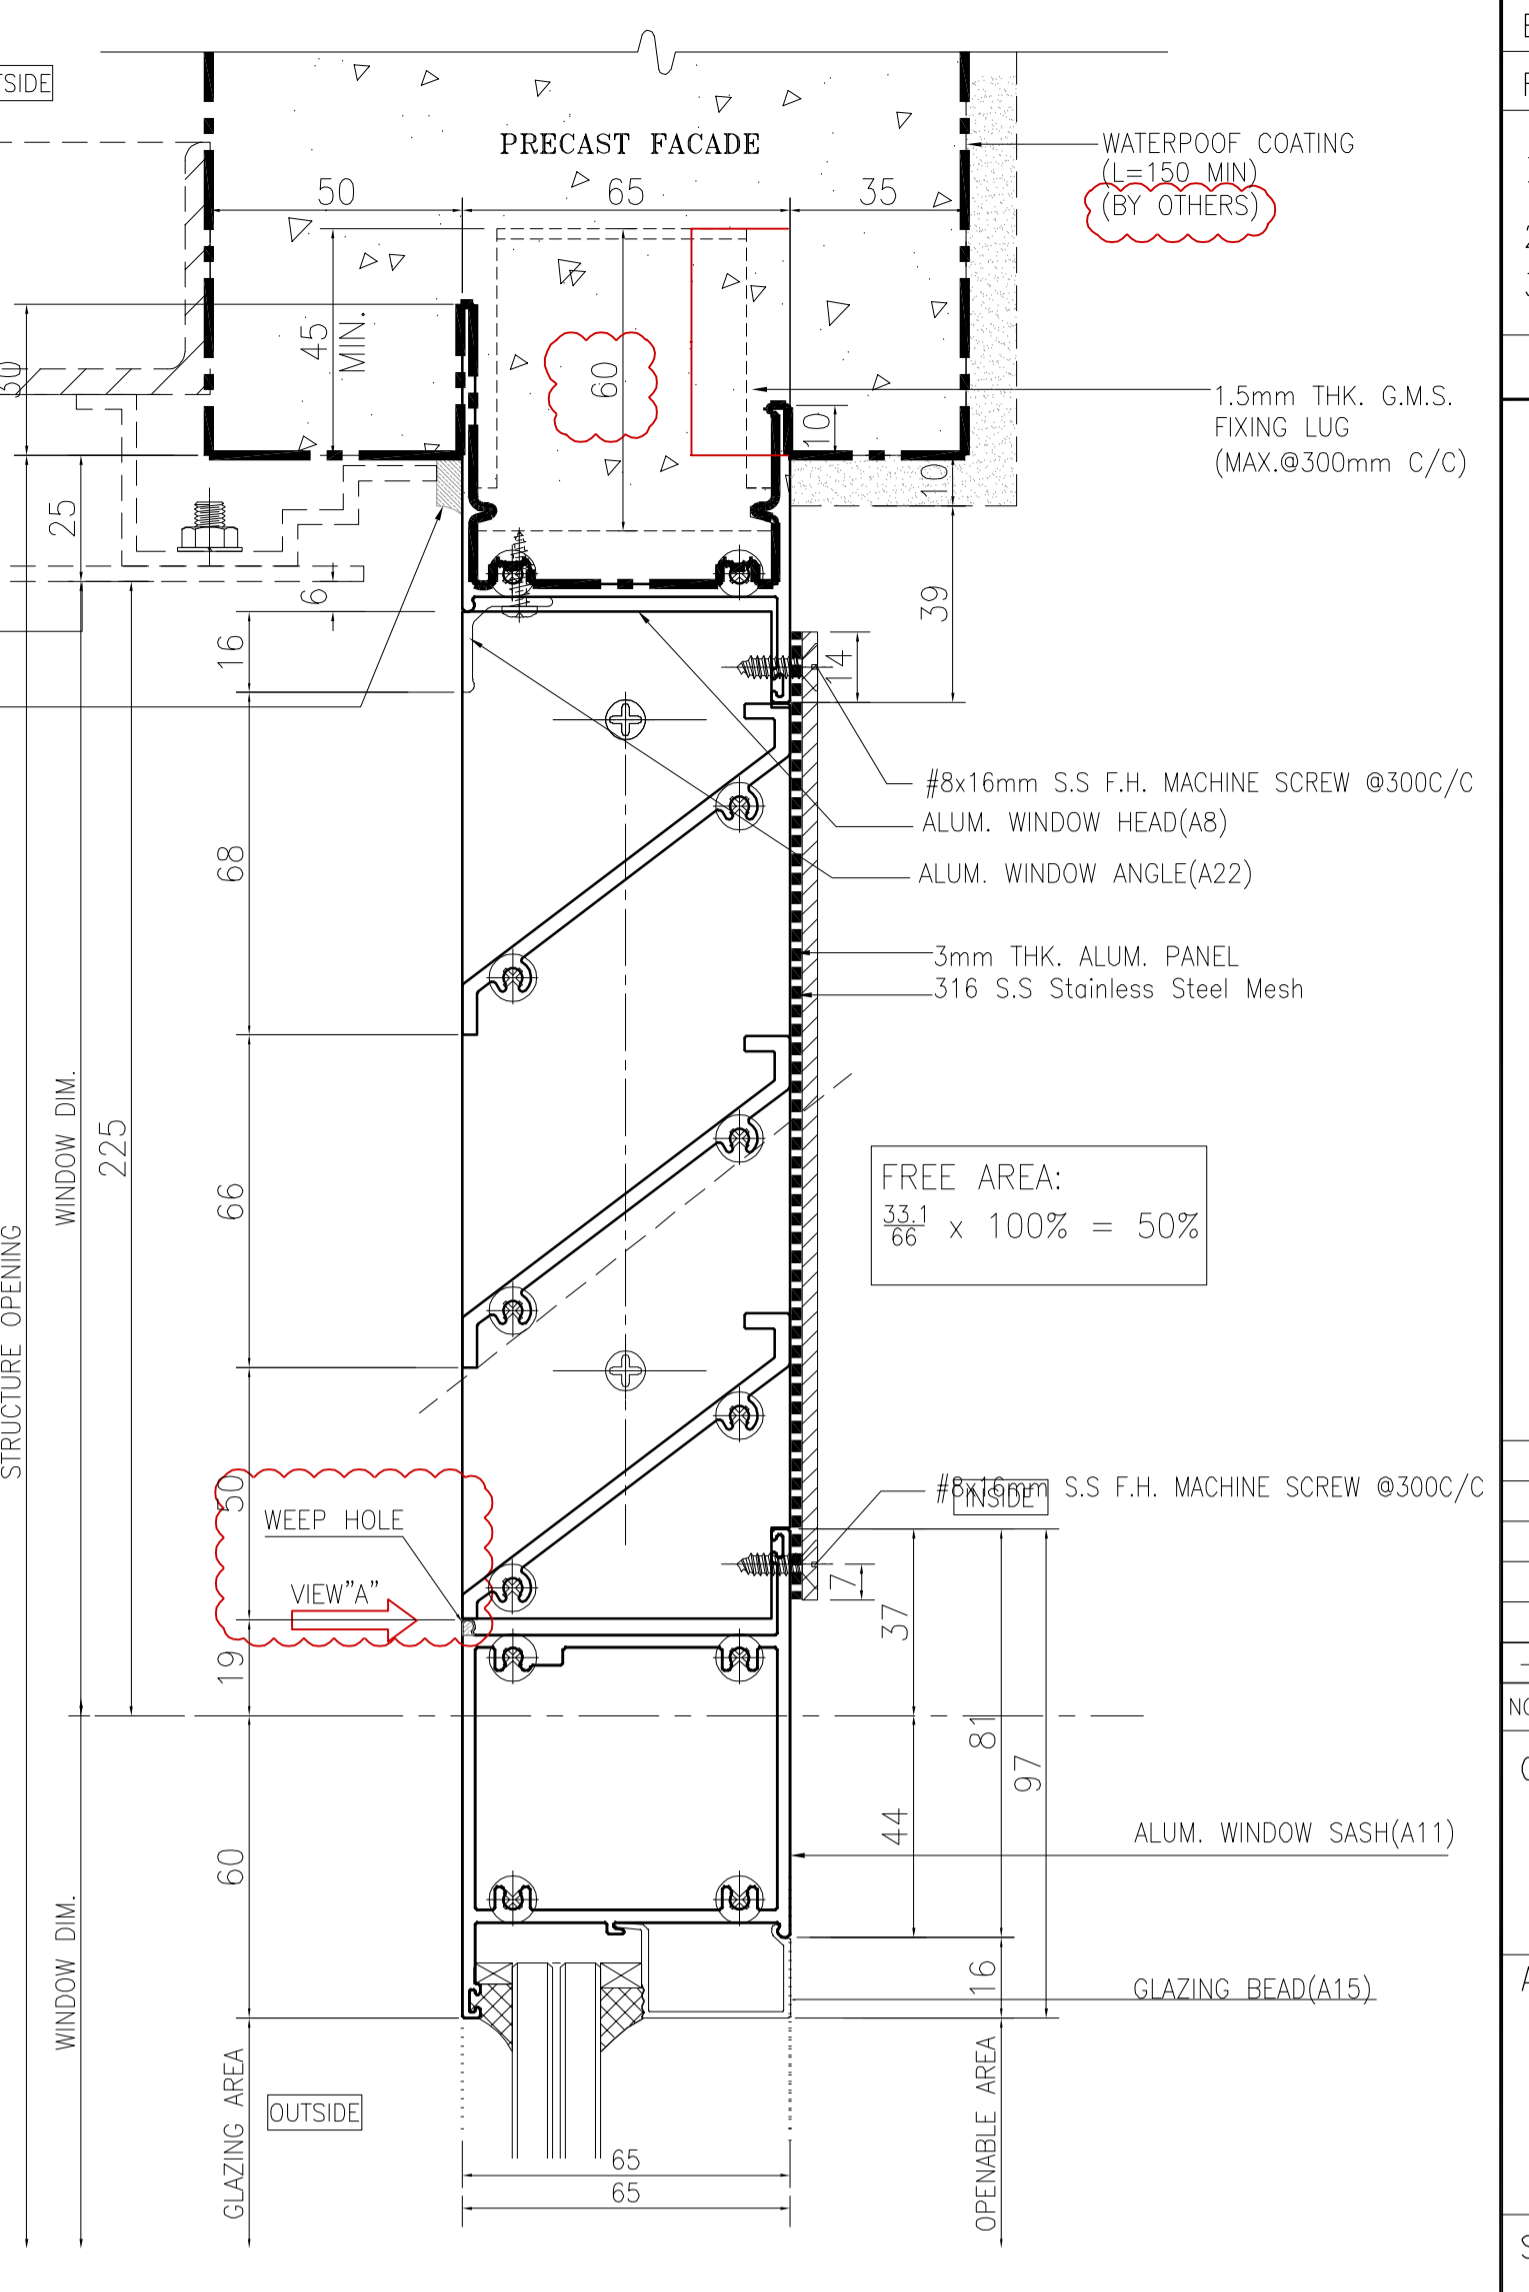 PRECAST FACADE
WATERPOOF COATING
(L=150 MIN)
(BY OTHERS)
50
65
35
45
MIN.
60
10
1.5mm THK. G.M.S.
FIXING LUG
(MAX.@300mm C/C)
10
25
6
39
16
14
#8x16mm S.S F.H. MACHINE SCREW @300C/C
ALUM. WINDOW HEAD(A8)
ALUM. WINDOW ANGLE(A22)
68
3mm THK. ALUM. PANEL
316 S.S Stainless Steel Mesh
WINDOW DIM.
225
66
FREE AREA:
33.1
66
x 100% = 50%
STRUCTURE OPENING
50
#8x16mm S.S F.H. MACHINE SCREW @300C/C
INSIDE
WEEP HOLE
VIEW"A"
7
37
19
81
97
44
60
ALUM. WINDOW SASH(A11)
WINDOW DIM.
16
GLAZING BEAD(A15)
GLAZING AREA
OUTSIDE
OPENABLE AREA
65
65